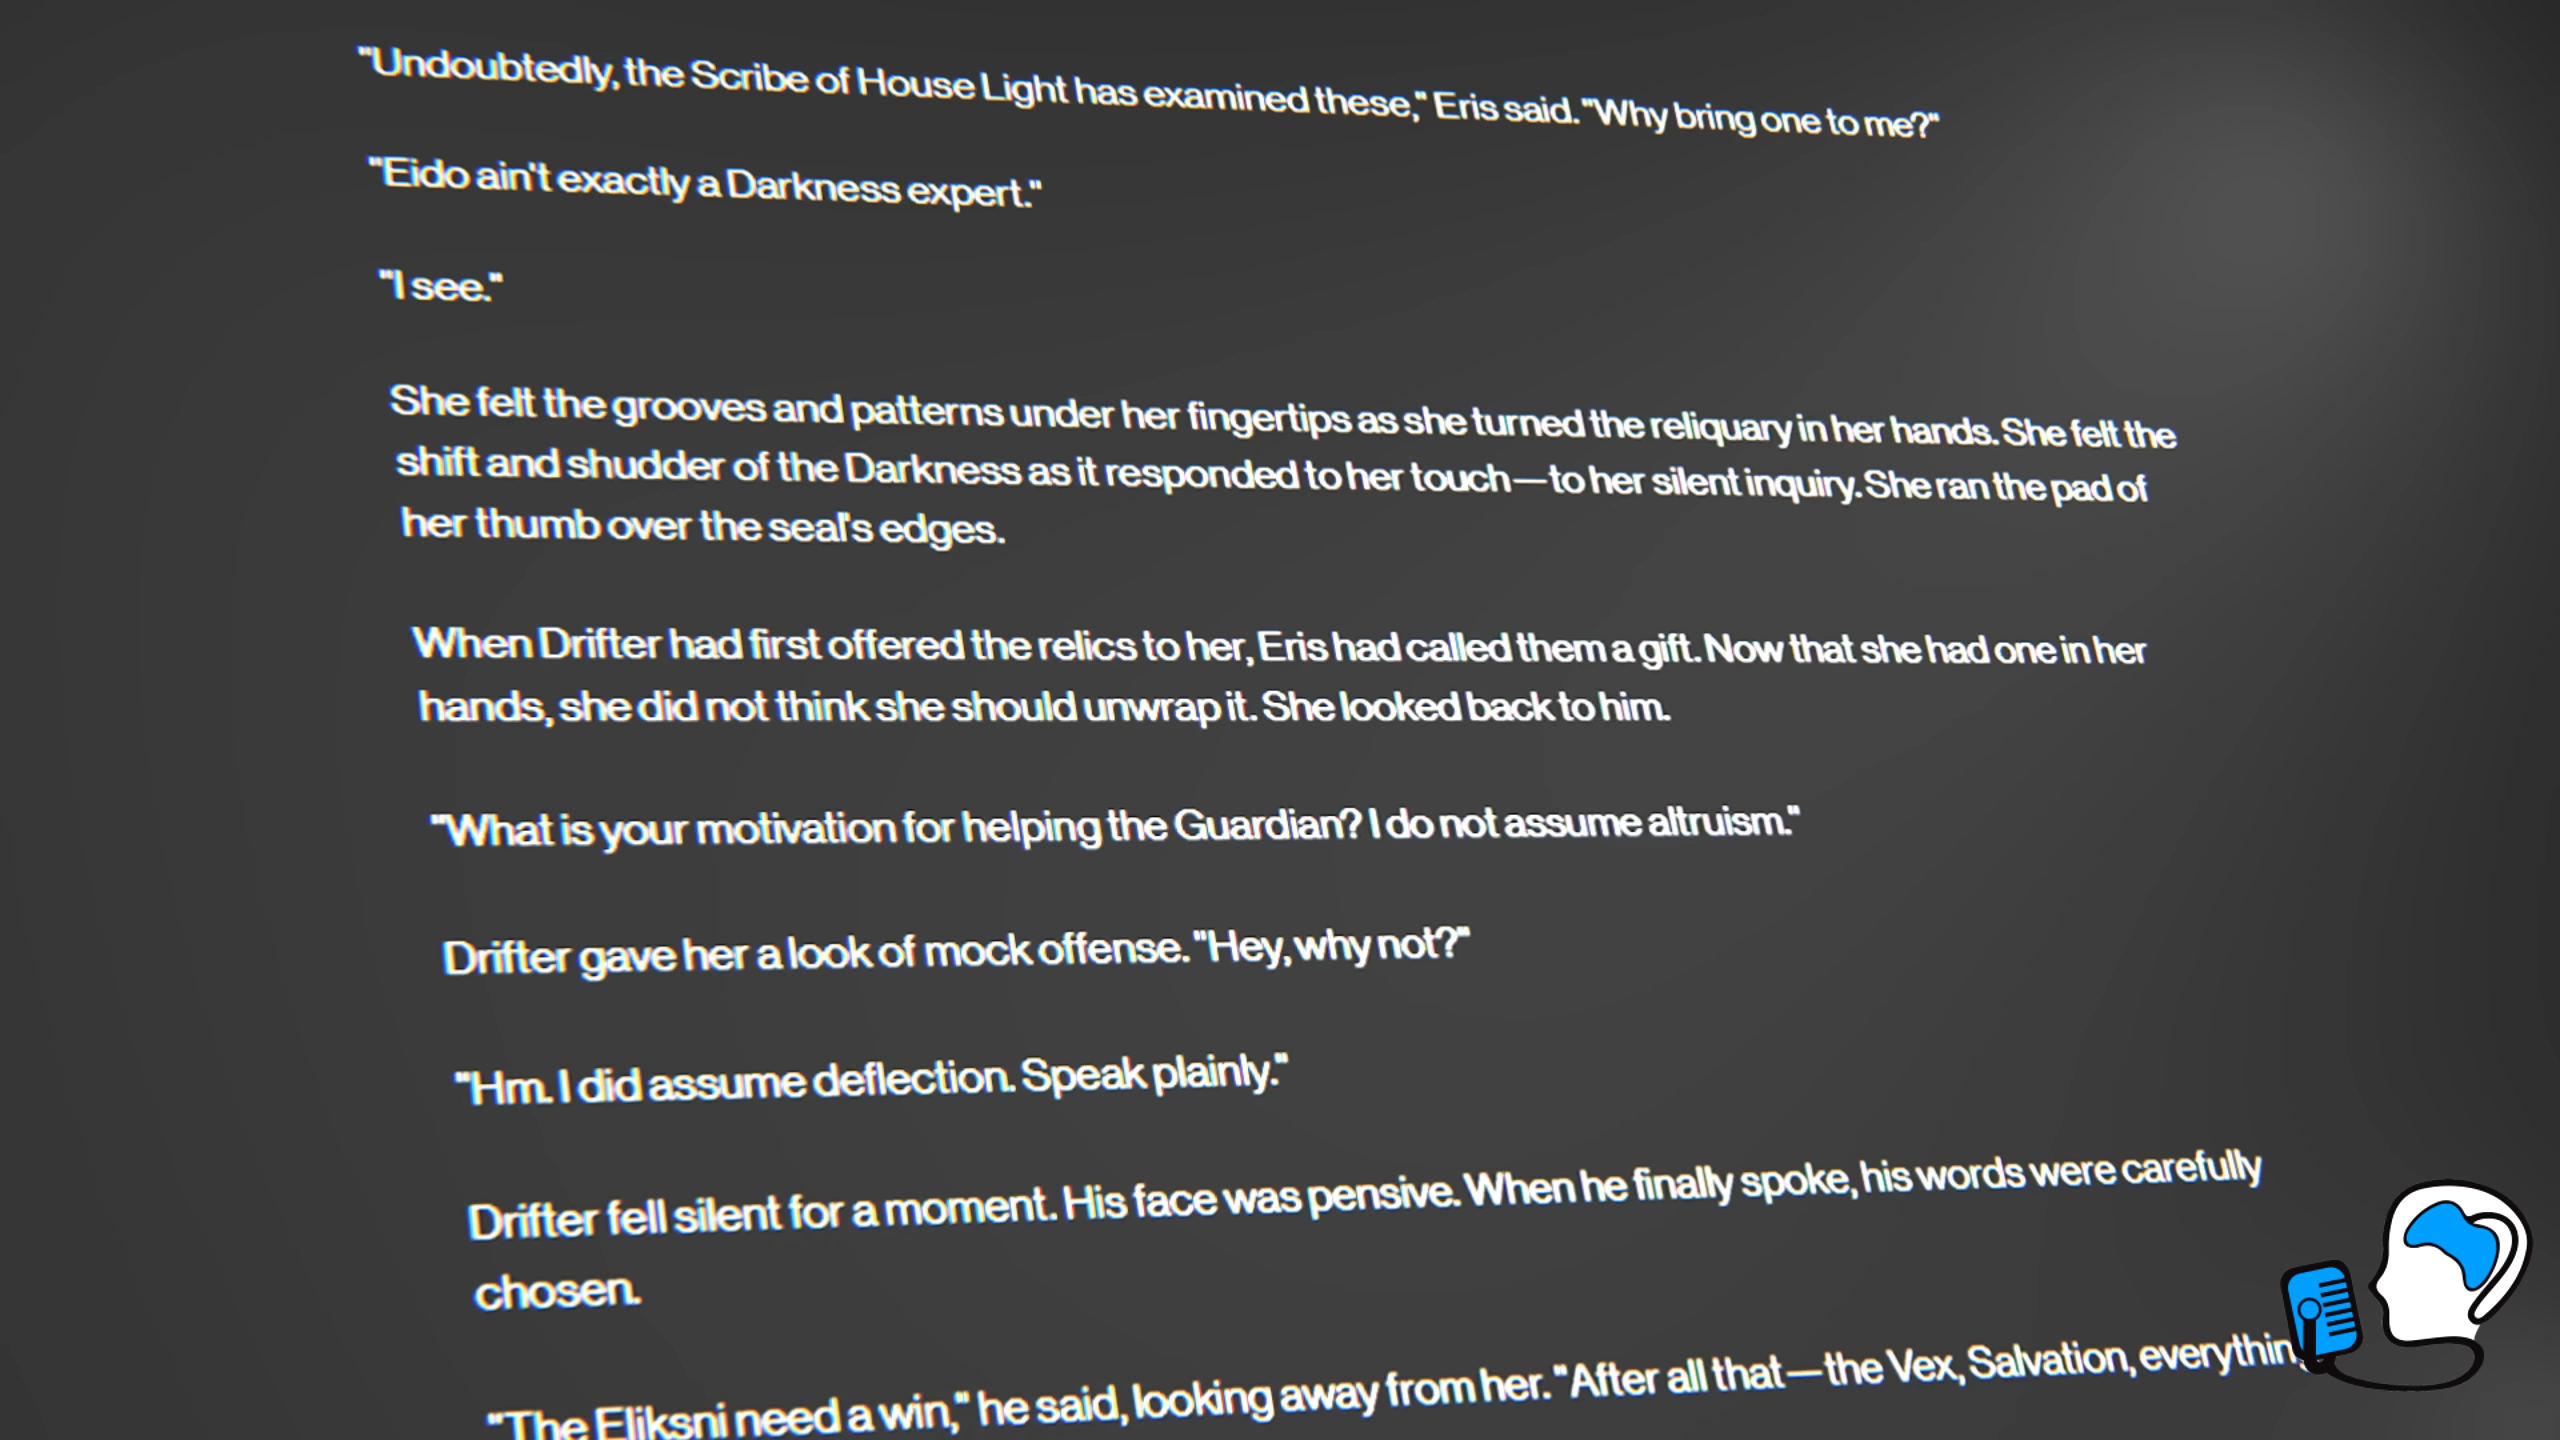 "Undoubtedly, the Scribe of House Light has examined these," Eris said. "Why bring one to me?"
"Eido ain't exactly a Darkness expert."
"I see."
She felt the grooves and patterns under her fingertips as she turned the reliquary in her hands. She felt the
shift and shudder of the Darkness as it responded to her touch—to her silent inquiry. She ran the pad of
her thumb over the seal's edges.
When Drifter had first offered the relics to her, Eris had called them a gift. Now that she had one in her
hands, she did not think she should unwrap it. She looked back to him.
"What is your motivation for helping the Guardian? I do not assume altruism."
Drifter gave her a look of mock offense. "Hey, why not?"
"Hm. I did assume deflection. Speak plainly."
Drifter fell silent for a moment. His face was pensive. When he finally spoke, his words were carefully
chosen.
"The Eliksni need a win," he said, looking away from her. "After all that—the Vex, Salvation, everythin